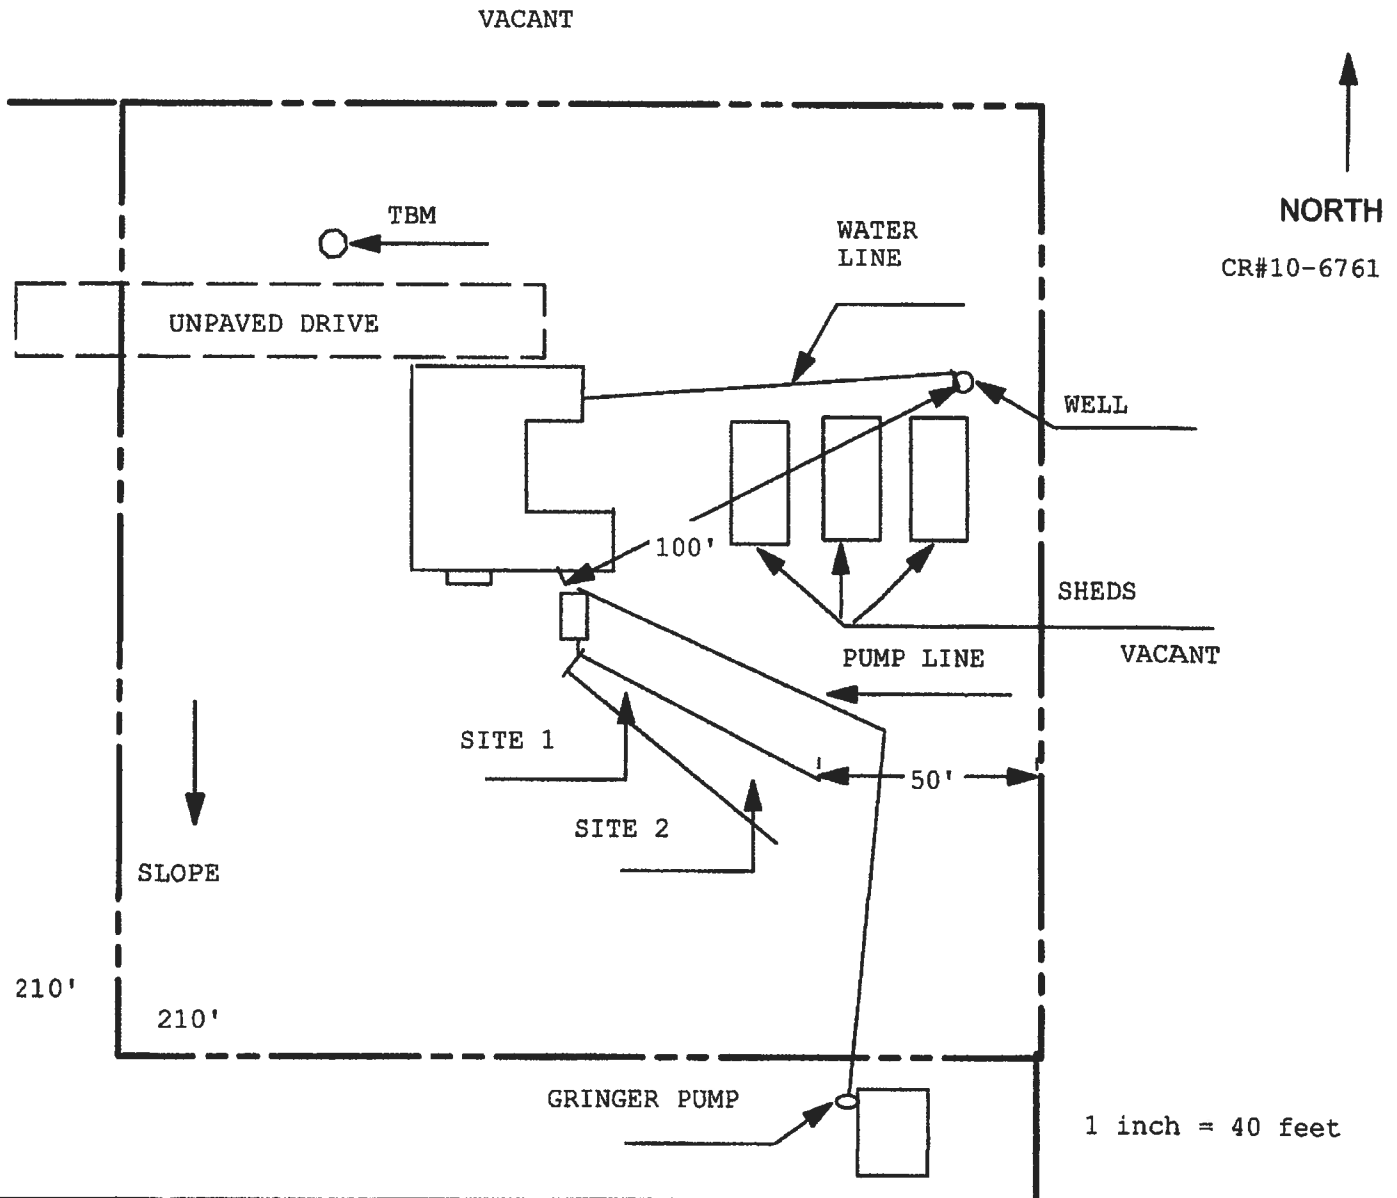 VACANT
NORTH
CR#10-6761
TBM
WATER
LINE
UNPAVED DRIVE
WELL
100'
SHEDS
VACANT
PUMP LINE
SITE 1
50'
SITE 2
SLOPE
210'
210'
GRINGER PUMP
1 inch = 40 feet